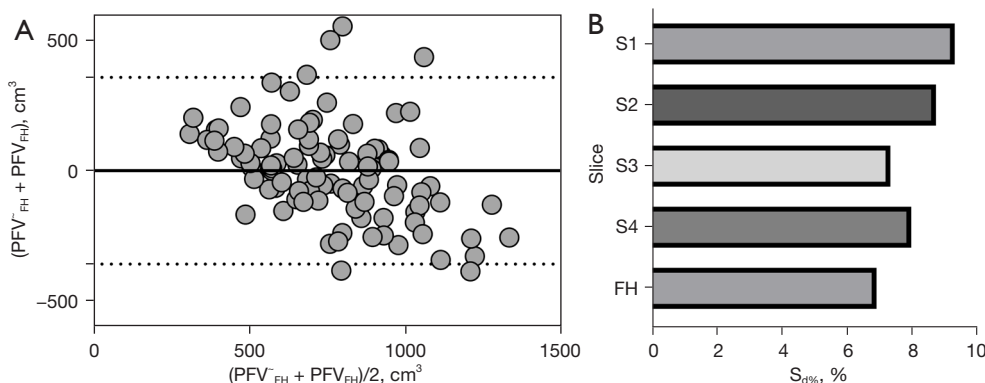 A
500
0
−500
(PFV⁻FH + PFVFH), cm³
0 500 1000 1500
(PFV⁻FH + PFVFH)/2, cm³
B
S1
S2
S3
S4
FH
Slice
0 2 4 6 8 10
Sd%, %